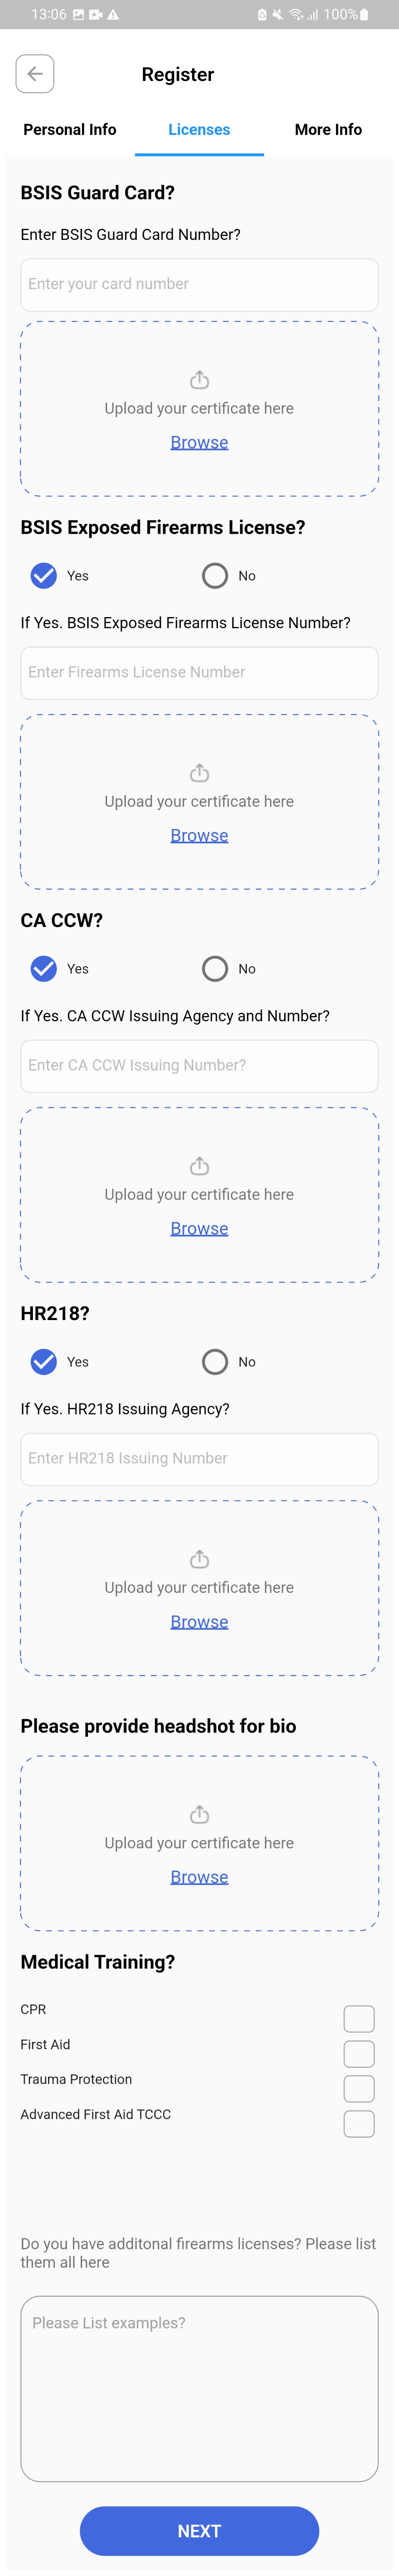 13:06 100%
Register
Personal Info Licenses More Info
BSIS Guard Card?
Enter BSIS Guard Card Number?
Enter your card number
Upload your certificate here
Browse
BSIS Exposed Firearms License?
Yes No
If Yes. BSIS Exposed Firearms License Number?
Enter Firearms License Number
Upload your certificate here
Browse
CA CCW?
Yes No
If Yes. CA CCW Issuing Agency and Number?
Enter CA CCW Issuing Number?
Upload your certificate here
Browse
HR218?
Yes No
If Yes. HR218 Issuing Agency?
Enter HR218 Issuing Number
Upload your certificate here
Browse
Please provide headshot for bio
Upload your certificate here
Browse
Medical Training?
CPR
First Aid
Trauma Protection
Advanced First Aid TCCC
Do you have additonal firearms licenses? Please list
them all here
Please List examples?
NEXT